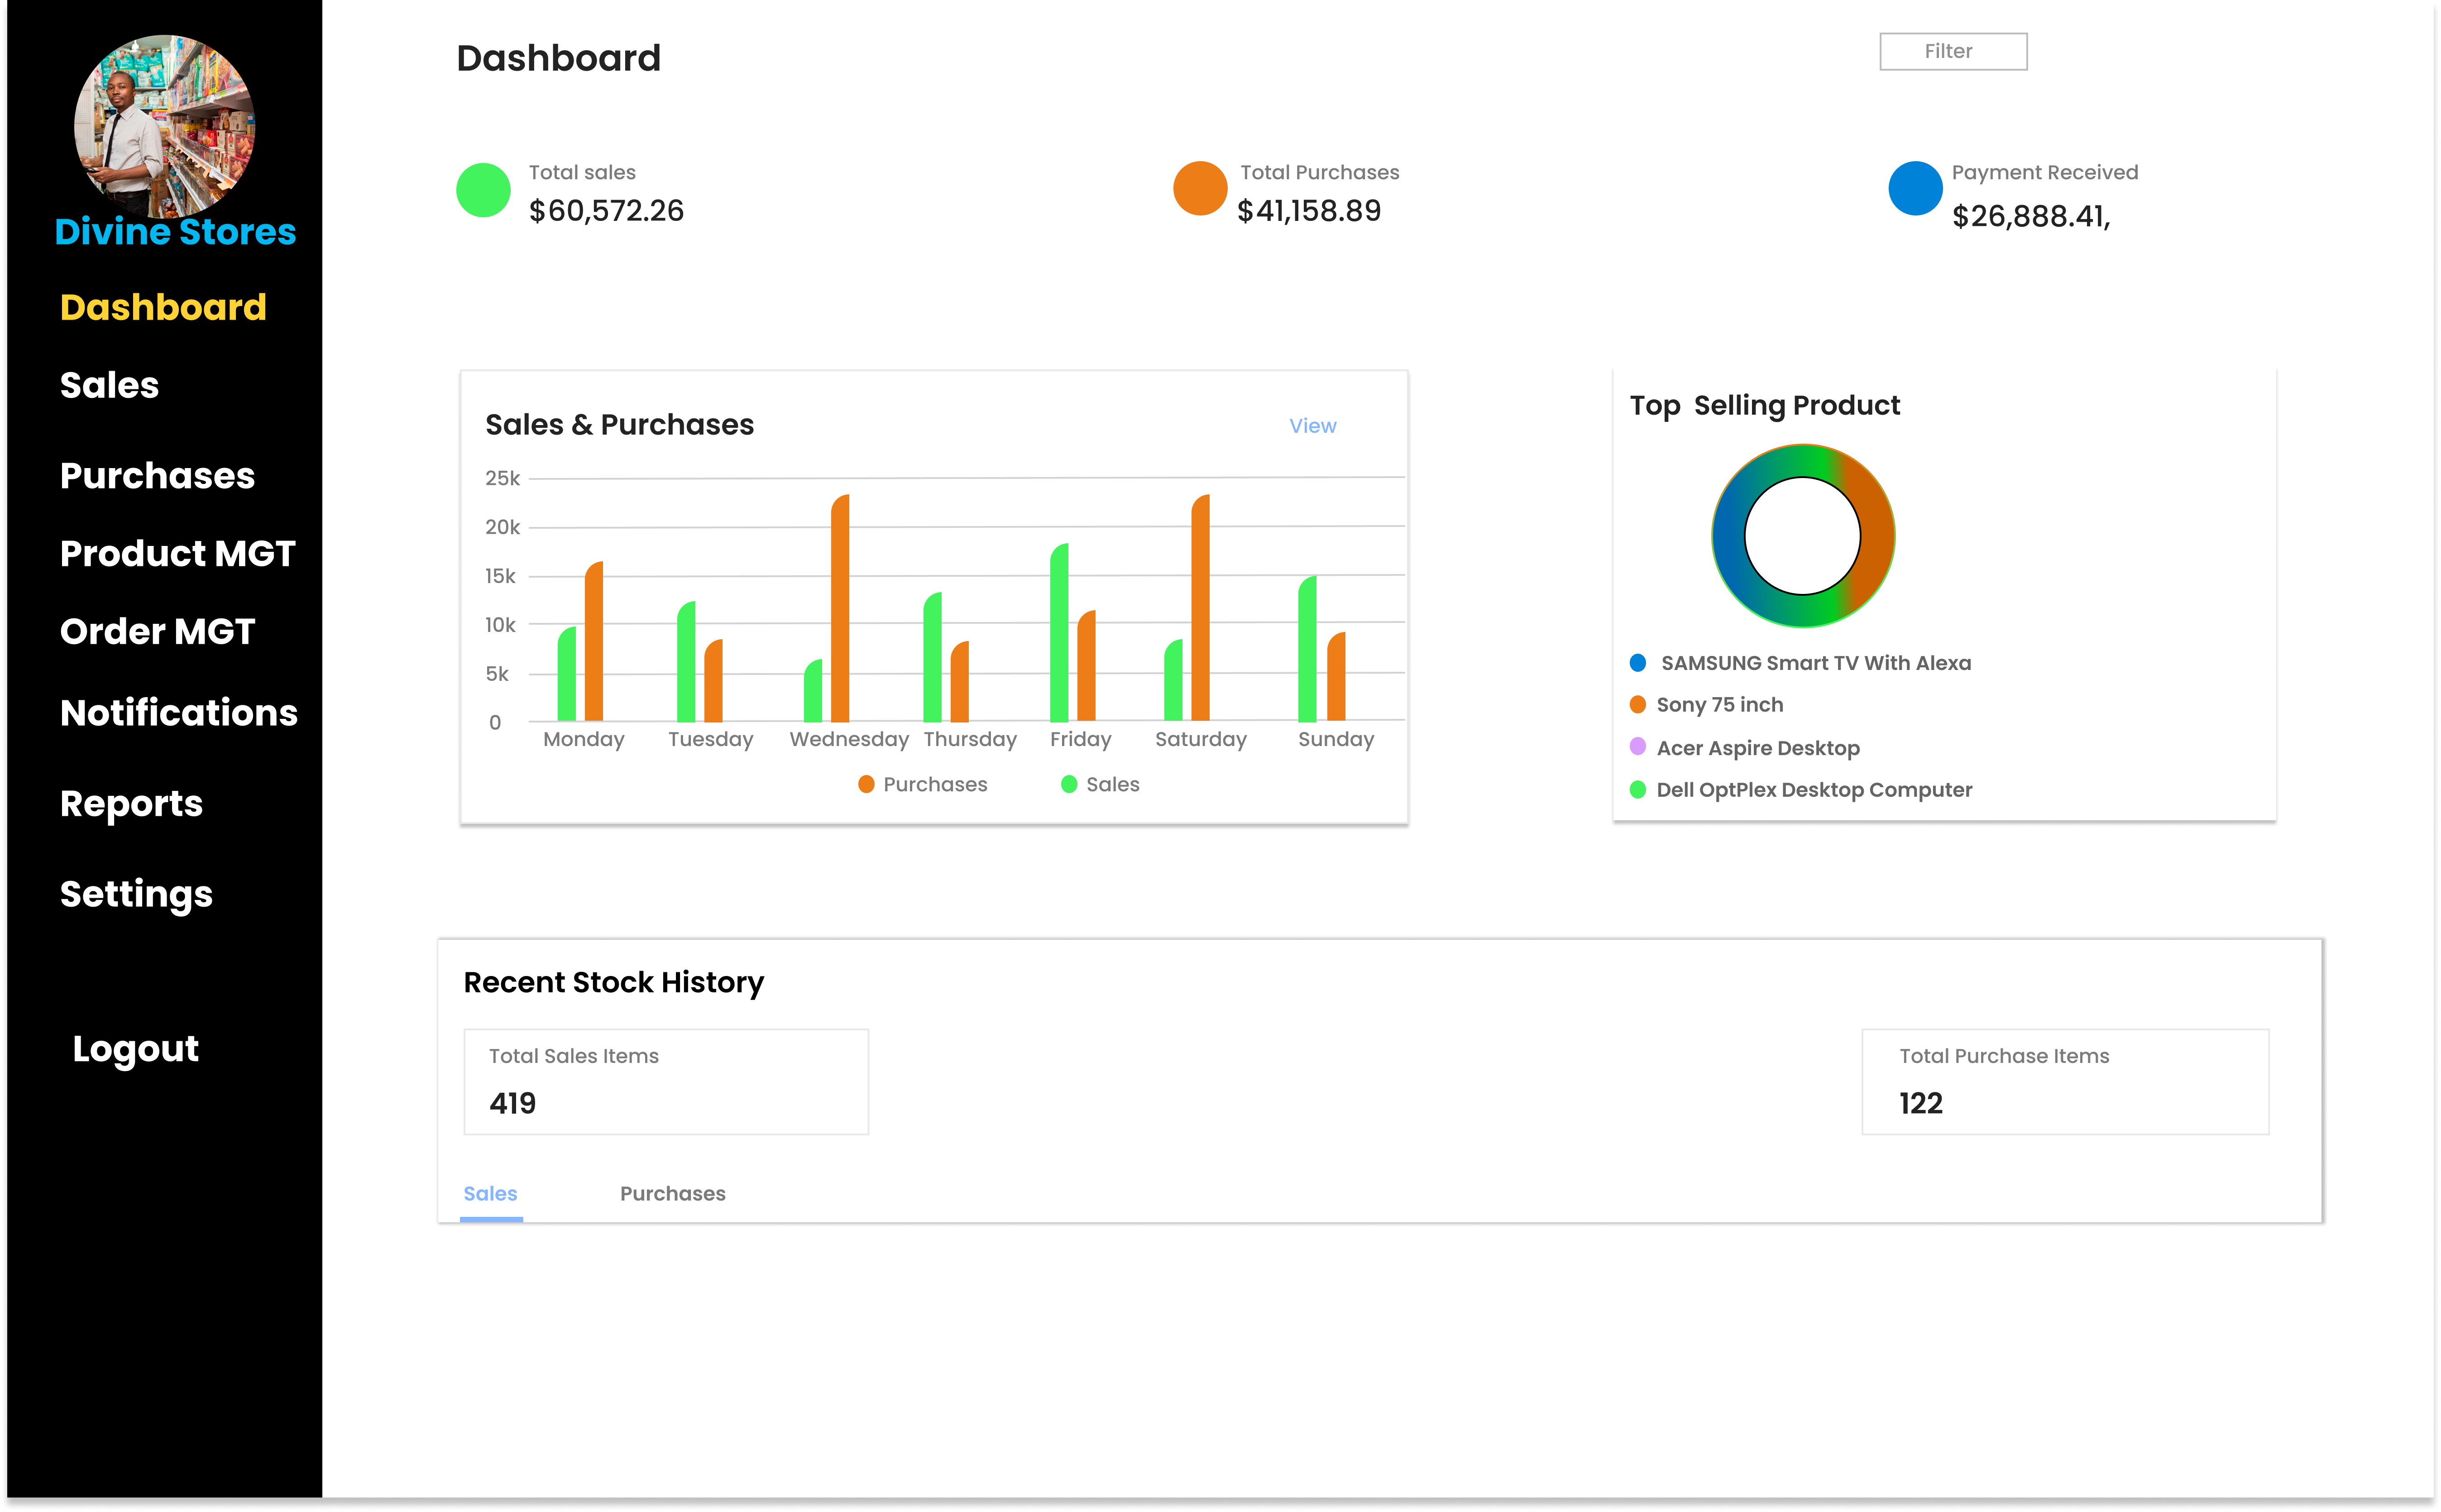 Divine Stores
Dashboard
Sales
Purchases
Product MGT
Order MGT
Notifications
Reports
Settings
Logout
Dashboard
Filter
Total sales
$60,572.26
Total Purchases
$41,158.89
Payment Received
$26,888.41,
Sales & Purchases
View
25k
20k
15k
10k
5k
0
Monday Tuesday Wednesday Thursday Friday Saturday Sunday
Purchases Sales
Top Selling Product
SAMSUNG Smart TV With Alexa
Sony 75 inch
Acer Aspire Desktop
Dell OptPlex Desktop Computer
Recent Stock History
Total Sales Items
419
Total Purchase Items
122
Sales Purchases